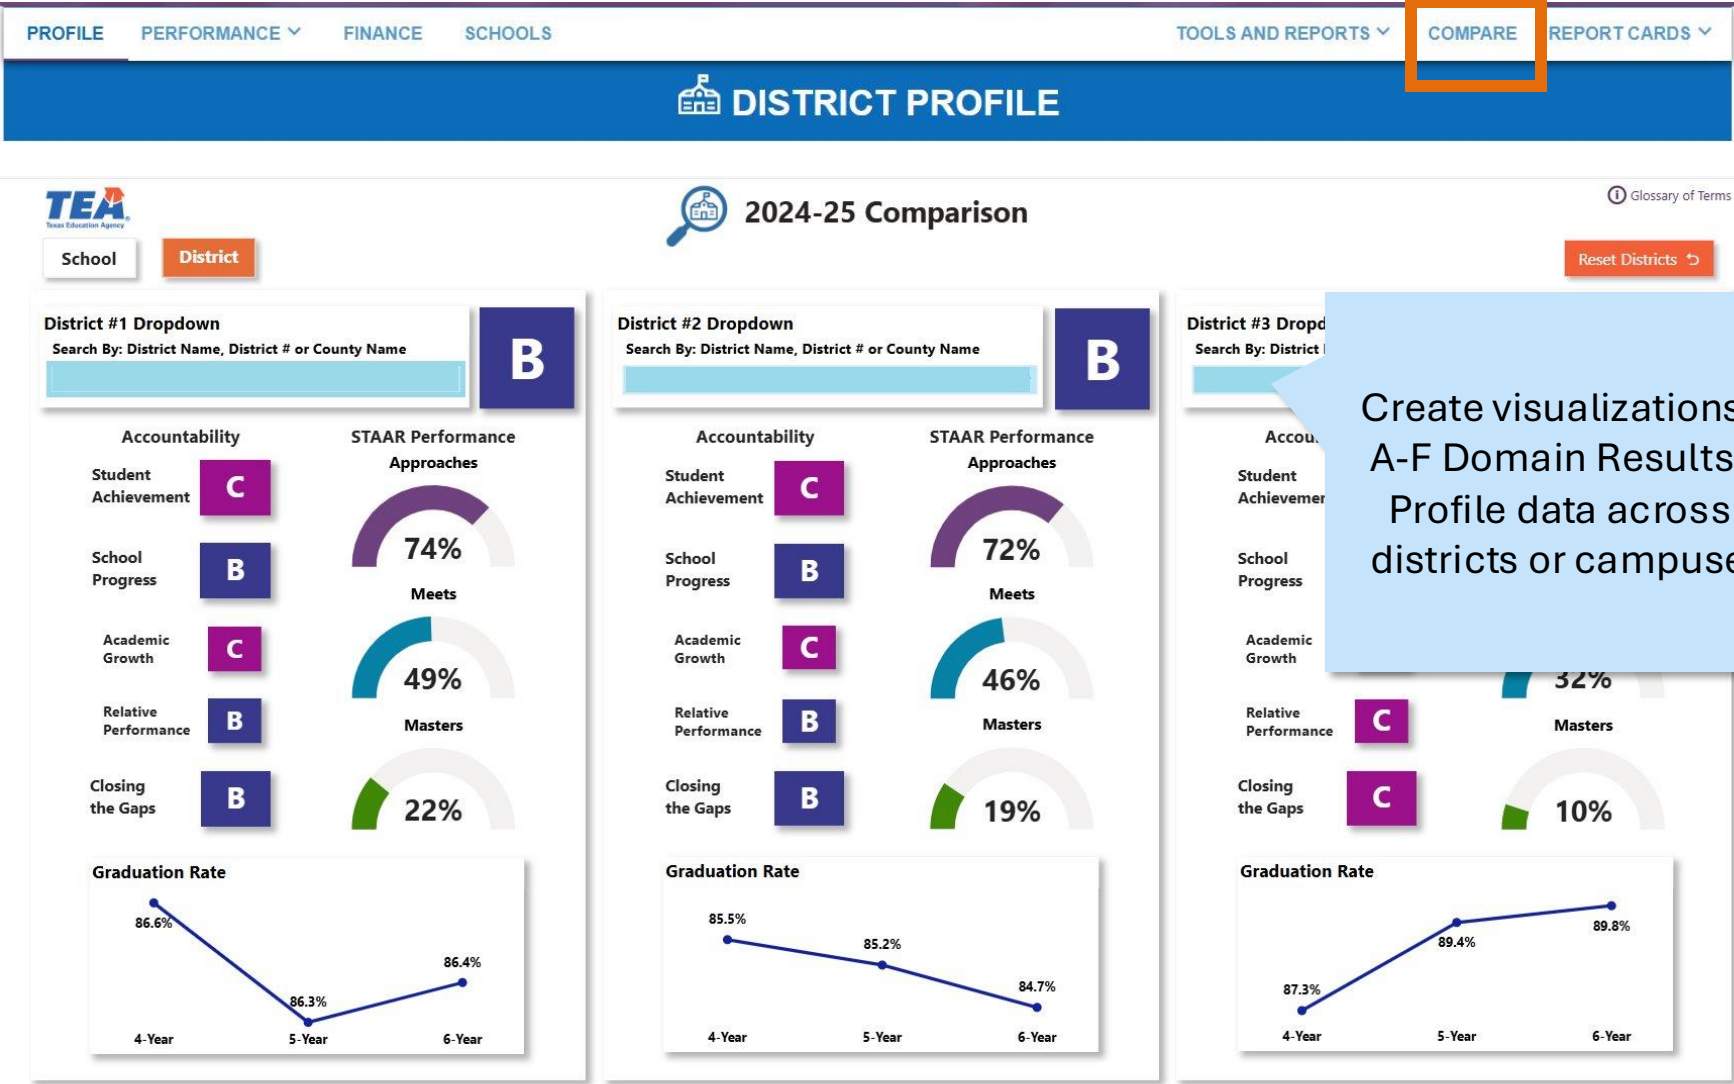 PROFILE PERFORMANCE FINANCE SCHOOLS TOOLS AND REPORTS COMPARE REPORT CARDS
DISTRICT PROFILE
TEA
Texas Education Agency
2024-25 Comparison
Glossary of Terms
School District
Reset Districts
District #1 Dropdown
Search By: District Name, District # or County Name
B
Accountability
Student
Achievement
C
School
Progress
B
Academic
Growth
C
Relative
Performance
B
Closing
the Gaps
B
STAAR Performance
Approaches
74%
Meets
49%
Masters
22%
Graduation Rate
86.6%
86.3%
86.4%
4-Year 5-Year 6-Year
District #2 Dropdown
Search By: District Name, District # or County Name
B
Accountability
Student
Achievement
C
School
Progress
B
Academic
Growth
C
Relative
Performance
B
Closing
the Gaps
B
STAAR Performance
Approaches
72%
Meets
46%
Masters
19%
Graduation Rate
85.5%
85.2%
84.7%
4-Year 5-Year 6-Year
District #3
Search By: District
Student
School
Progress
Academic
Growth
Relative
Performance
C
Closing
the Gaps
C
32%
Masters
10%
Graduation Rate
87.3%
89.4%
89.8%
4-Year 5-Year 6-Year
Create visualizations
A-F Domain Results
Profile data across
districts or